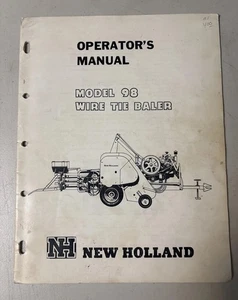 OPERATOR'S
MANUAL
MODEL 98
WIRE TIE BALER
NH NEW HOLLAND